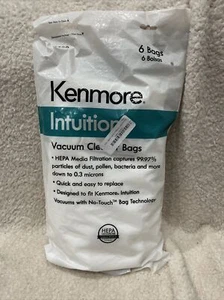 6 Bags
6 Bolsas
Kenmore®
Intuition
Vacuum Cleaner Bags
• HEPA Media Filtration captures 99.97%
particles of dust, pollen, bacteria and more
down to 0.3 microns
• Quick and easy to replace
• Designed to fit Kenmore® Intuition
Vacuums with No-Touch™ Bag Technology
HEPA